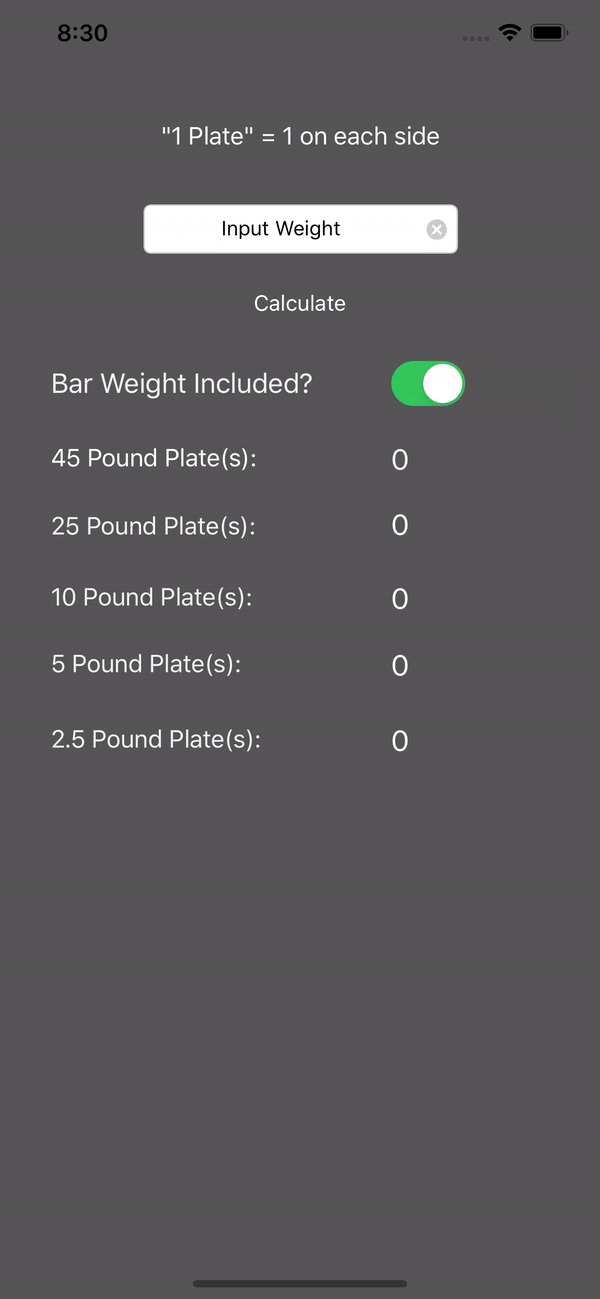 8:30
"1 Plate" = 1 on each side
Input Weight
Calculate
Bar Weight Included?
45 Pound Plate(s): 0
25 Pound Plate(s): 0
10 Pound Plate(s): 0
5 Pound Plate(s): 0
2.5 Pound Plate(s): 0